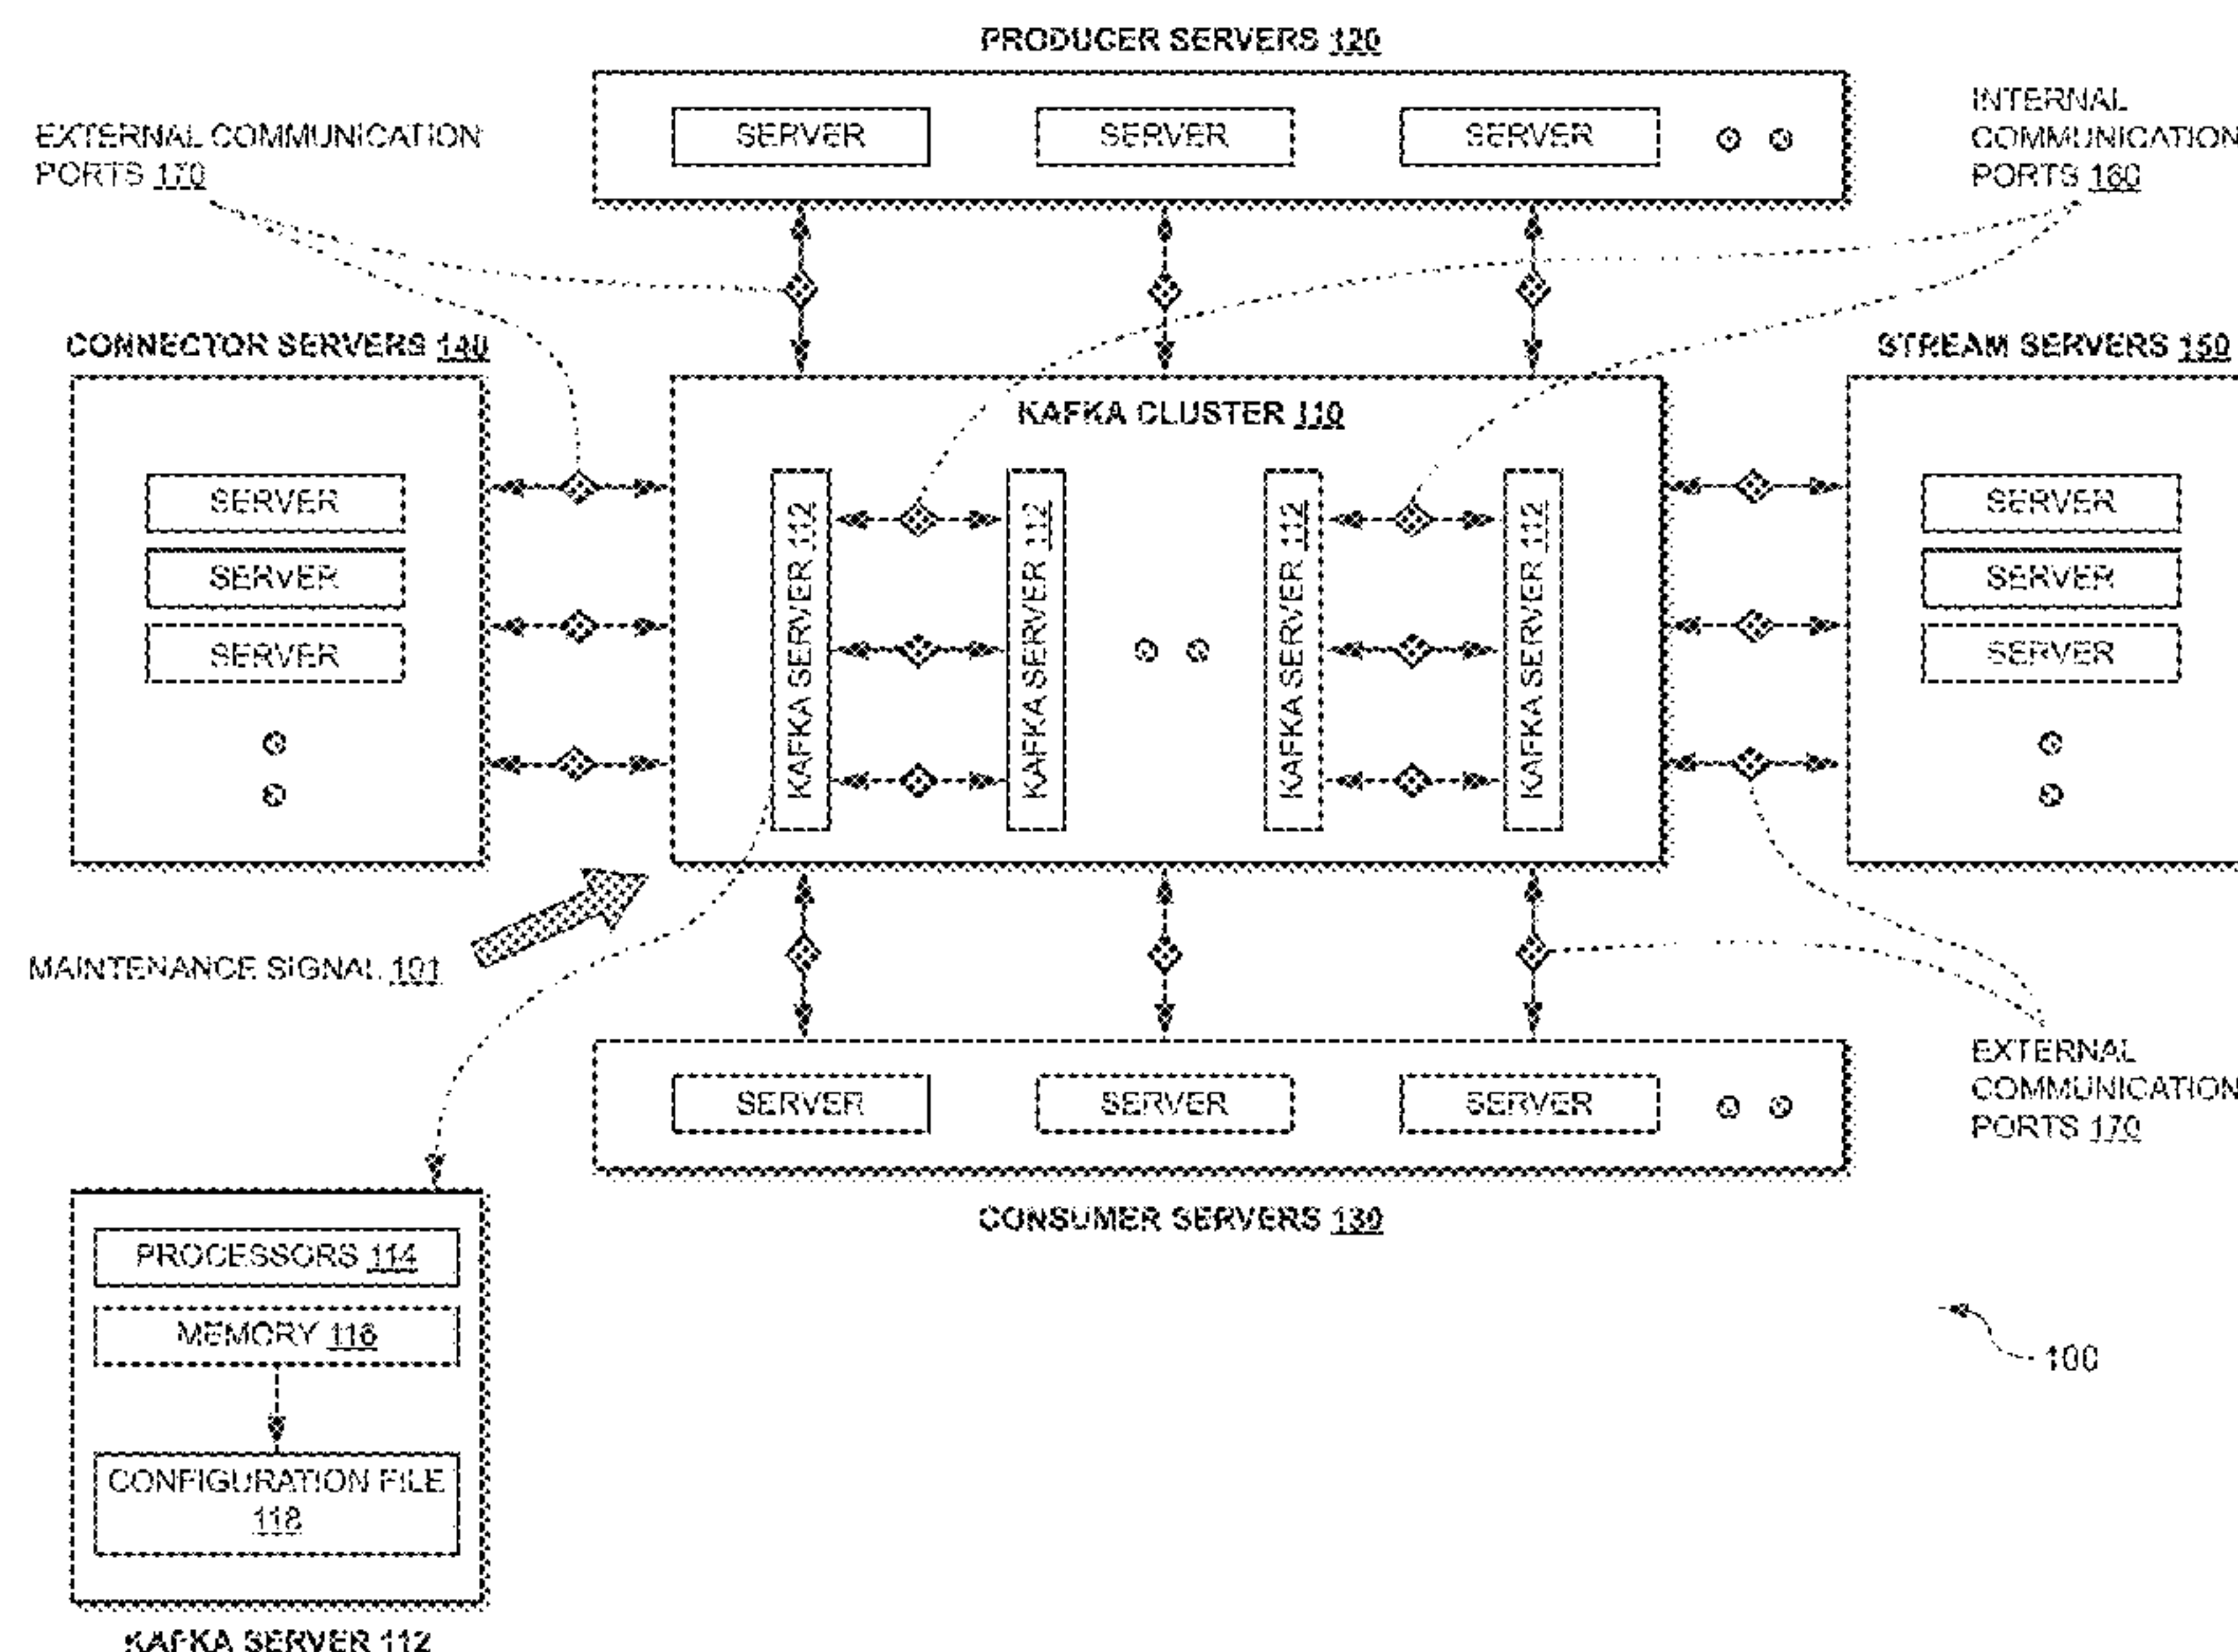 PRODUCER SERVERS 120
SERVER
SERVER
SERVER
EXTERNAL COMMUNICATION
PORTS 170
INTERNAL
COMMUNICATION
PORTS 160
CONNECTOR SERVERS 140
SERVER
SERVER
SERVER
KAFKA CLUSTER 110
KAFKA SERVER 112
KAFKA SERVER 112
KAFKA SERVER 112
KAFKA SERVER 112
STREAM SERVERS 150
SERVER
SERVER
SERVER
MAINTENANCE SIGNAL 101
SERVER
SERVER
SERVER
CONSUMER SERVERS 130
EXTERNAL
COMMUNICATION
PORTS 170
PROCESSORS 114
MEMORY 116
CONFIGURATION FILE
118
KAFKA SERVER 112
100